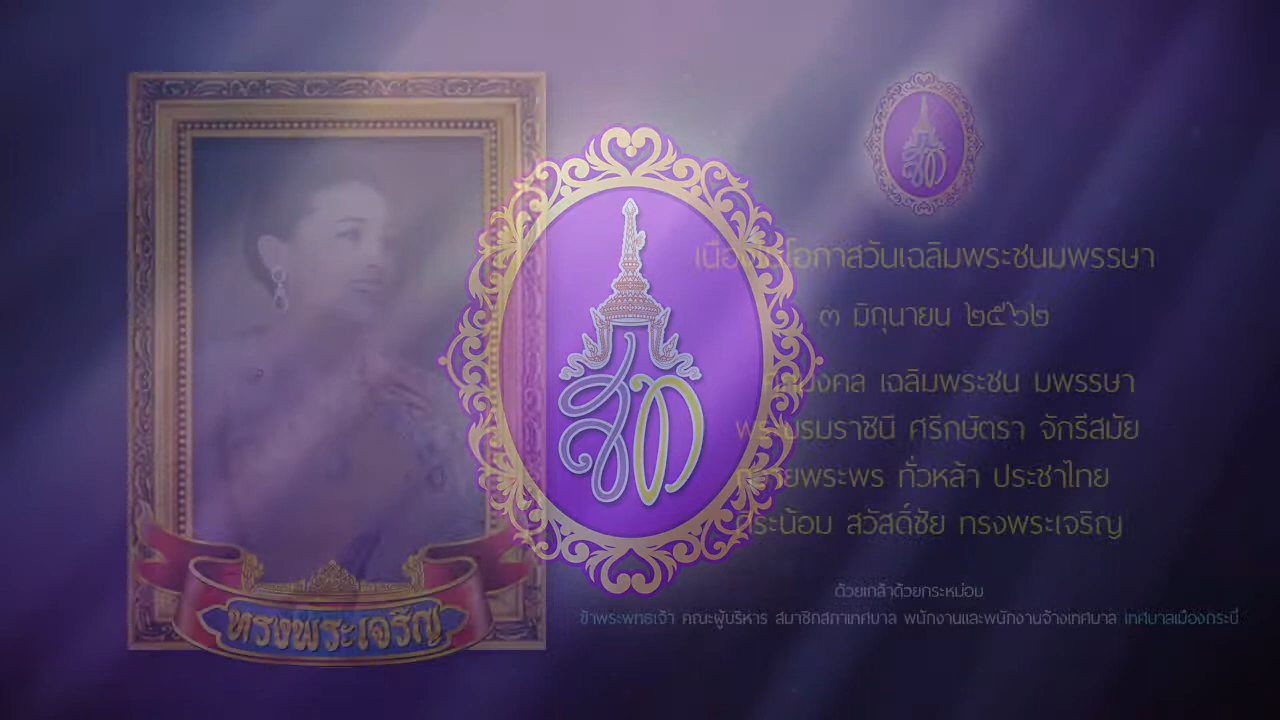 สท
โอกาสวันเฉลิมพระชนมพรรษา
๓ มิถุนายน ๒๕๖๒
มงคล เฉลิมพระชน มพรรษา
พระบรมราชินี ศรีกษัตรา จักรีสมัย
ถวายพระพร ทั่วหล้า ประชาไทย
ศิระน้อม สวัสดิ์ชัย ทรงพระเจริญ
ด้วยเกล้าด้วยกระหม่อม
ข้าพระพุทธเจ้า คณะผู้บริหาร สมาชิกสภาเทศบาล พนักงานและพนักงานจ้างเทศบาล เทศบาลเมืองกระบี่
ทรงพระเจริญ